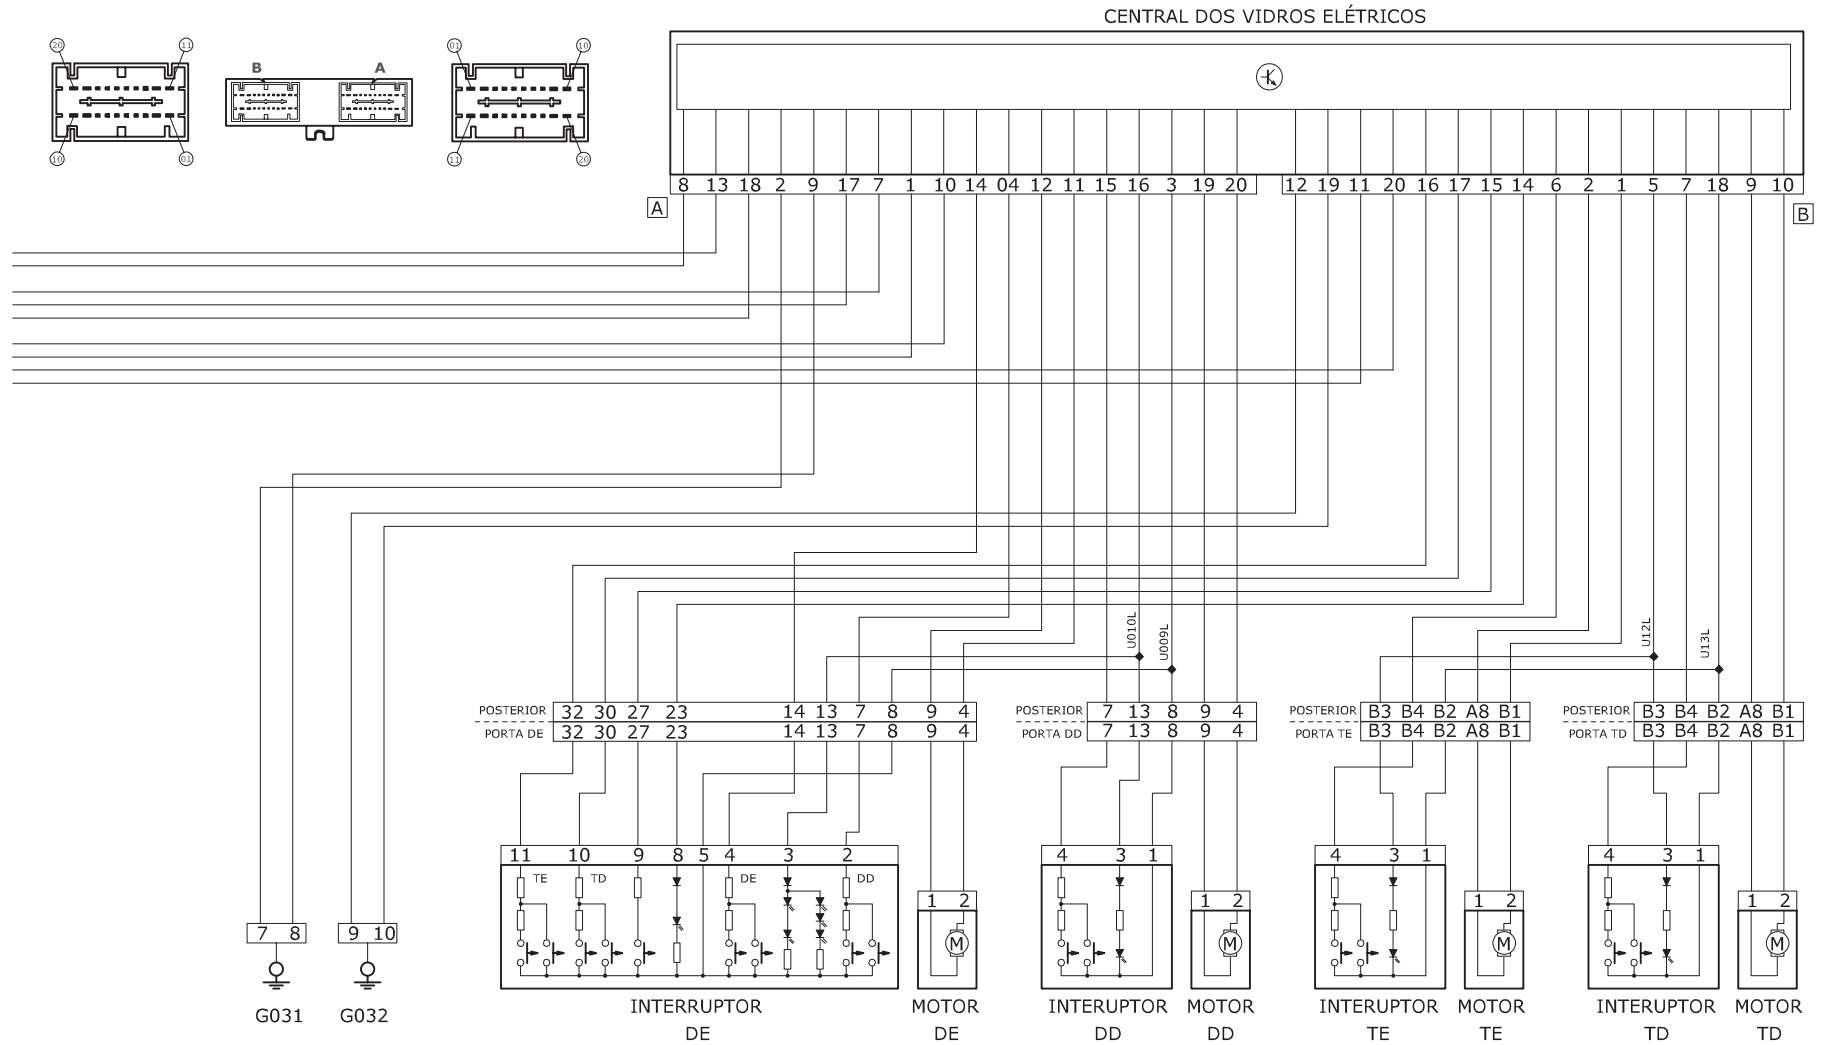 CENTRAL DOS VIDROS ELÉTRICOS
20 11 01 10
B A
10 01 11 20
8 13 18 2 9 17 7 1 10 14 04 12 11 15 16 3 19 20 12 19 11 20 16 17 15 14 6 2 1 5 7 18 9 10
A B
U010L U009L U12L U13L
POSTERIOR 32 30 27 23 14 13 7 8 9 4 POSTERIOR 7 13 8 9 4 POSTERIOR B3 B4 B2 A8 B1 POSTERIOR B3 B4 B2 A8 B1
PORTA DE 32 30 27 23 14 13 7 8 9 4 PORTA DD 7 13 8 9 4 PORTA TE B3 B4 B2 A8 B1 PORTA TD B3 B4 B2 A8 B1
11 10 9 8 5 4 3 2 4 3 1 4 3 1 4 3 1
TE TD DE DD
1 2 1 2 1 2 1 2
7 8 9 10 M M M M
G031 G032
INTERRUPTOR DE
MOTOR DE
INTERUPTOR DD
MOTOR DD
INTERUPTOR TE
MOTOR TE
INTERUPTOR TD
MOTOR TD